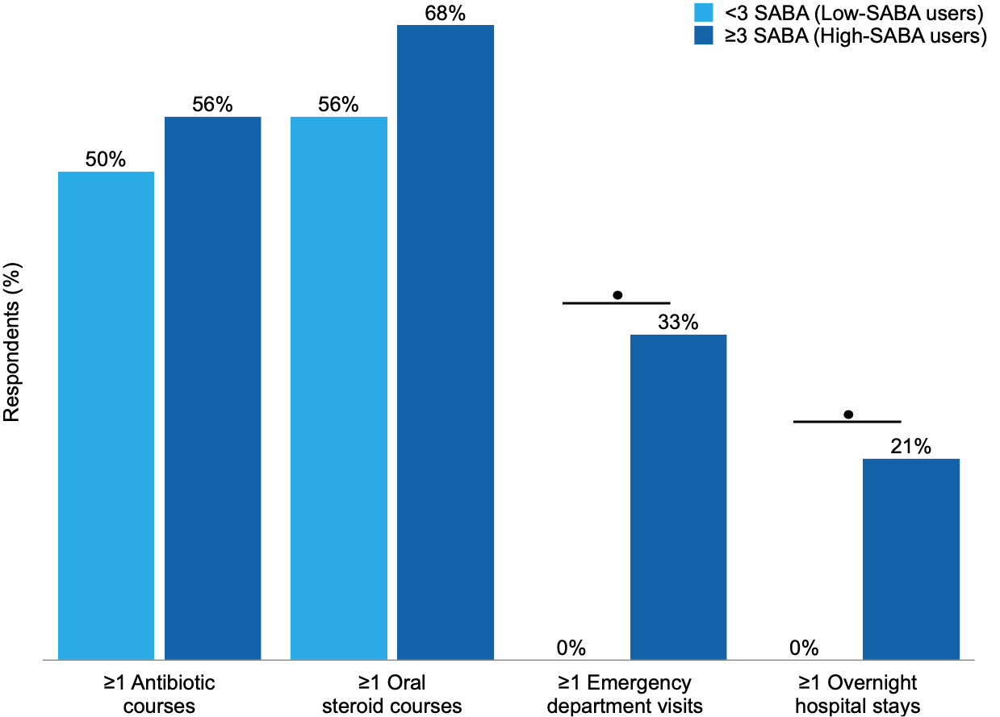 <3 SABA (Low-SABA users)
≥3 SABA (High-SABA users)
Respondents (%)
50%
56%
56%
68%
0%
33%
0%
21%
≥1 Antibiotic
courses
≥1 Oral
steroid courses
≥1 Emergency
department visits
≥1 Overnight
hospital stays